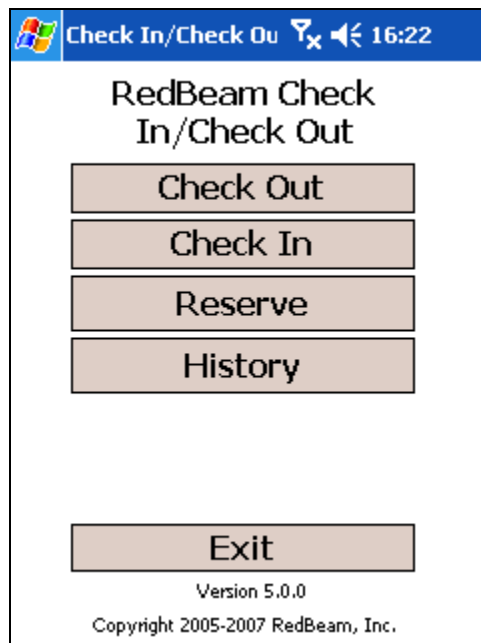 Check In/Check Ou 16:22
RedBeam Check
In/Check Out
Check Out
Check In
Reserve
History
Exit
Version 5.0.0
Copyright 2005-2007 RedBeam, Inc.